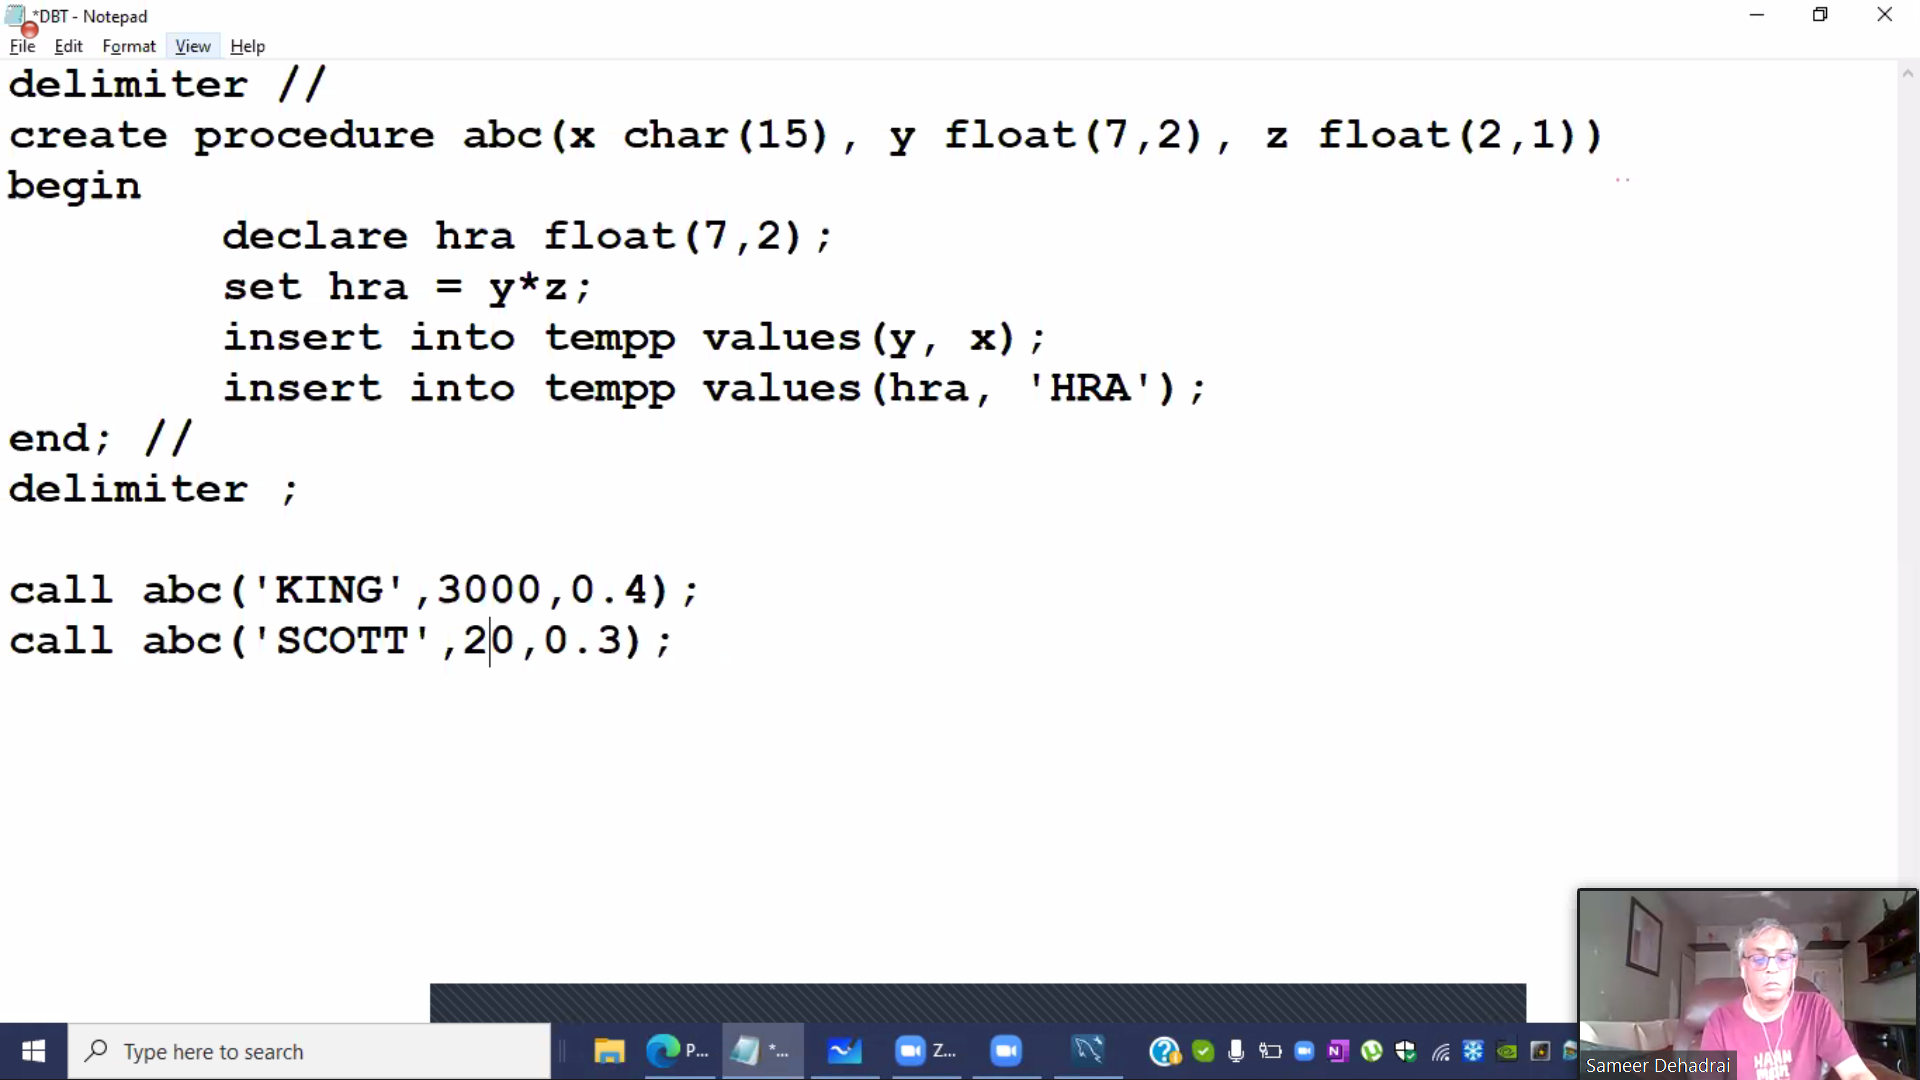 *DBT - Notepad
File Edit Format View Help
delimiter //
create procedure abc(x char(15), y float(7,2), z float(2,1))
begin
declare hra float(7,2);
set hra = y*z;
insert into tempp values(y, x);
insert into tempp values(hra, 'HRA');
end; //
delimiter ;
call abc('KING',3000,0.4);
call abc('SCOTT',20,0.3);
Type here to search
P...
*...
Z...
Sameer Dehadrai